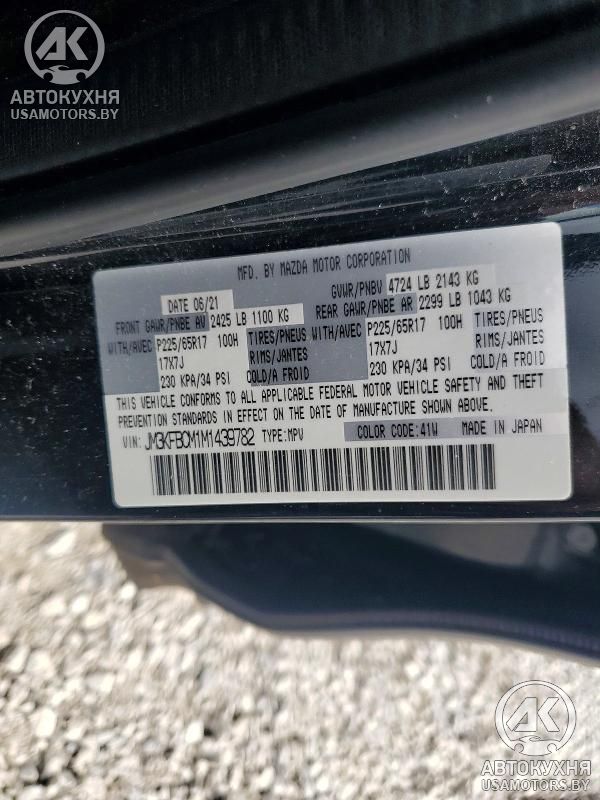 АК
АВТОКУХНЯ
USAMOTORS.BY
MFD. BY MAZDA MOTOR CORPORATION
DATE 06/21 GVWR/PNBV 4724 LB 2143 KG
FRONT GAWR/PNBE AV 2425 LB 1100 KG REAR GAWR/PNBE AR 2299 LB 1043 KG
WITH/AVEC P225/65R17 100H TIRES/PNEUS WITH/AVEC P225/65R17 100H TIRES/PNEUS
17X7J RIMS/JANTES 17X7J RIMS/JANTES
230 KPA/34 PSI COLD/A FROID 230 KPA/34 PSI COLD/A FROID
THIS VEHICLE CONFORMS TO ALL APPLICABLE FEDERAL MOTOR VEHICLE SAFETY AND THEFT
PREVENTION STANDARDS IN EFFECT ON THE DATE OF MANUFACTURE SHOWN ABOVE.
VIN: JM3KFBCM1M1439782 TYPE:MPV COLOR CODE:41W MADE IN JAPAN
АК
АВТОКУХНЯ
USAMOTORS.BY